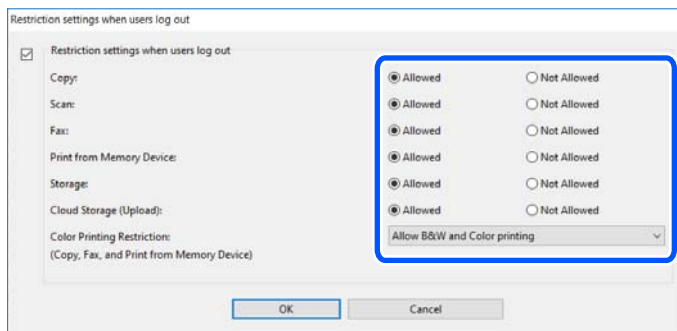 Restriction settings when users log out
Restriction settings when users log out
Copy: Allowed Not Allowed
Scan: Allowed Not Allowed
Fax: Allowed Not Allowed
Print from Memory Device: Allowed Not Allowed
Storage: Allowed Not Allowed
Cloud Storage (Upload): Allowed Not Allowed
Color Printing Restriction: Allow B&W and Color printing
(Copy, Fax, and Print from Memory Device)
OK Cancel